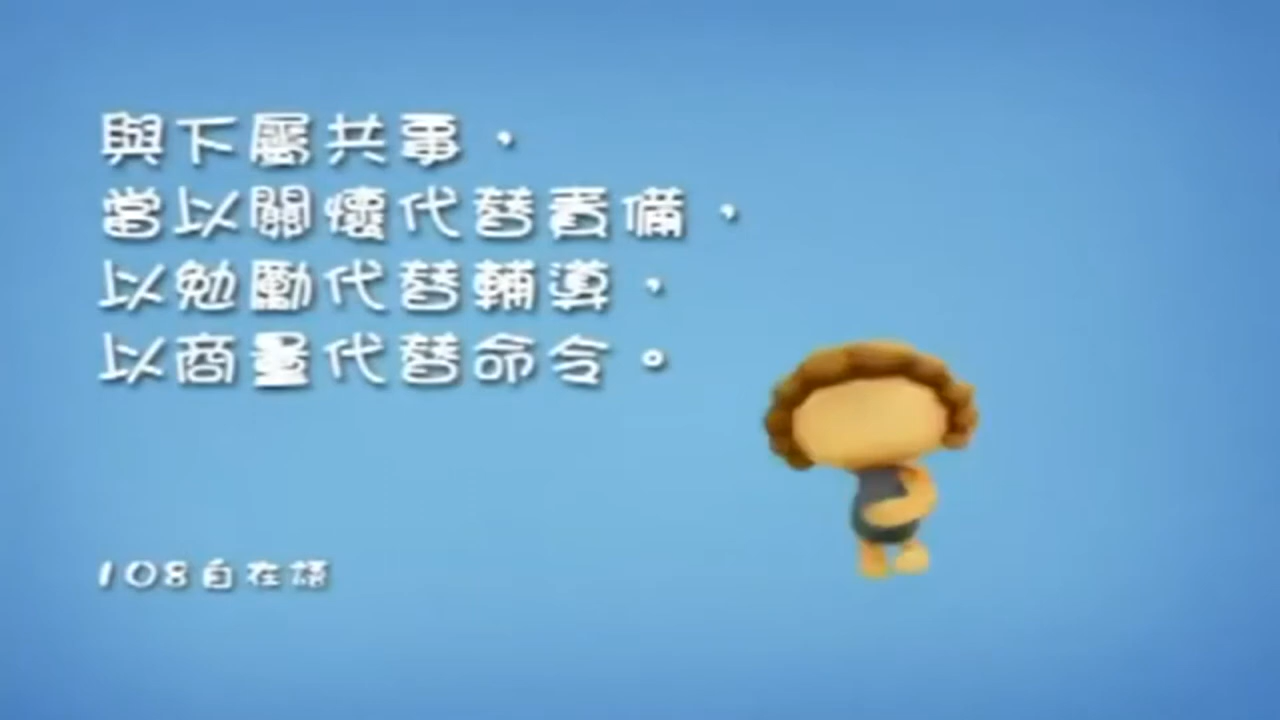 與下屬共事，
當以關懷代替責備，
以勉勵代替輔導，
以商量代替命令。
108自在語